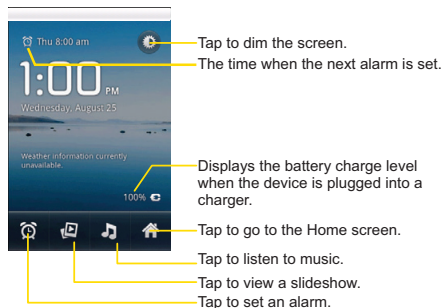 Thu 8:00 am
1:00 PM
Wednesday, August 25
Weather information currently
unavailable.
100%
Tap to dim the screen.
The time when the next alarm is set.
Displays the battery charge level
when the device is plugged into a
charger.
Tap to go to the Home screen.
Tap to listen to music.
Tap to view a slideshow.
Tap to set an alarm.